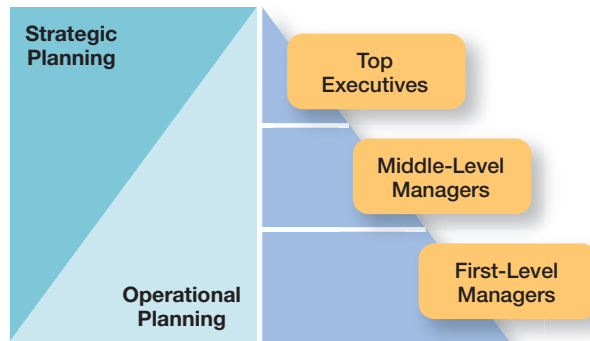 Strategic
Planning
Top
Executives
Middle-Level
Managers
First-Level
Managers
Operational
Planning